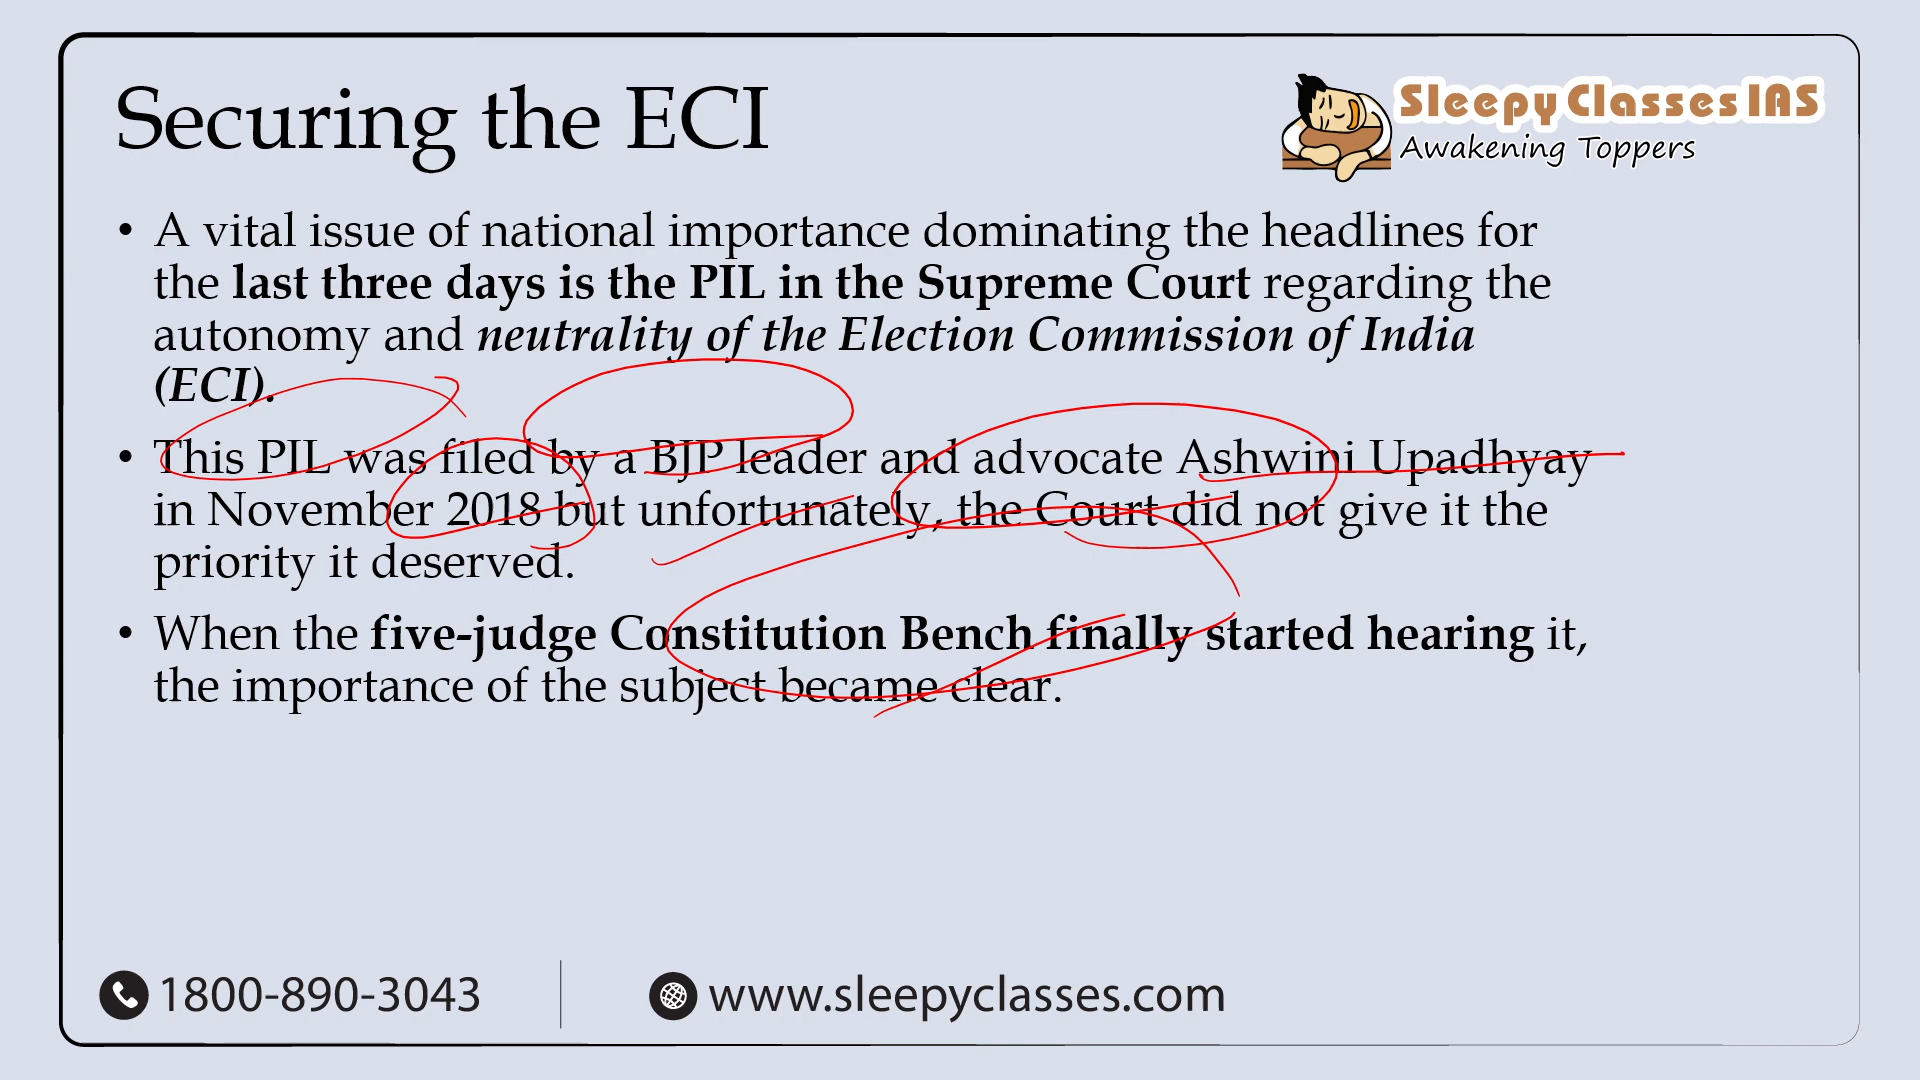 Securing the ECI
Sleepy Classes IAS
Awakening Toppers
• A vital issue of national importance dominating the headlines for
the last three days is the PIL in the Supreme Court regarding the
autonomy and neutrality of the Election Commission of India
(ECI).
• This PIL was filed by a BJP leader and advocate Ashwini Upadhyay
in November 2018 but unfortunately, the Court did not give it the
priority it deserved.
• When the five-judge Constitution Bench finally started hearing it,
the importance of the subject became clear.
1800-890-3043
www.sleepyclasses.com